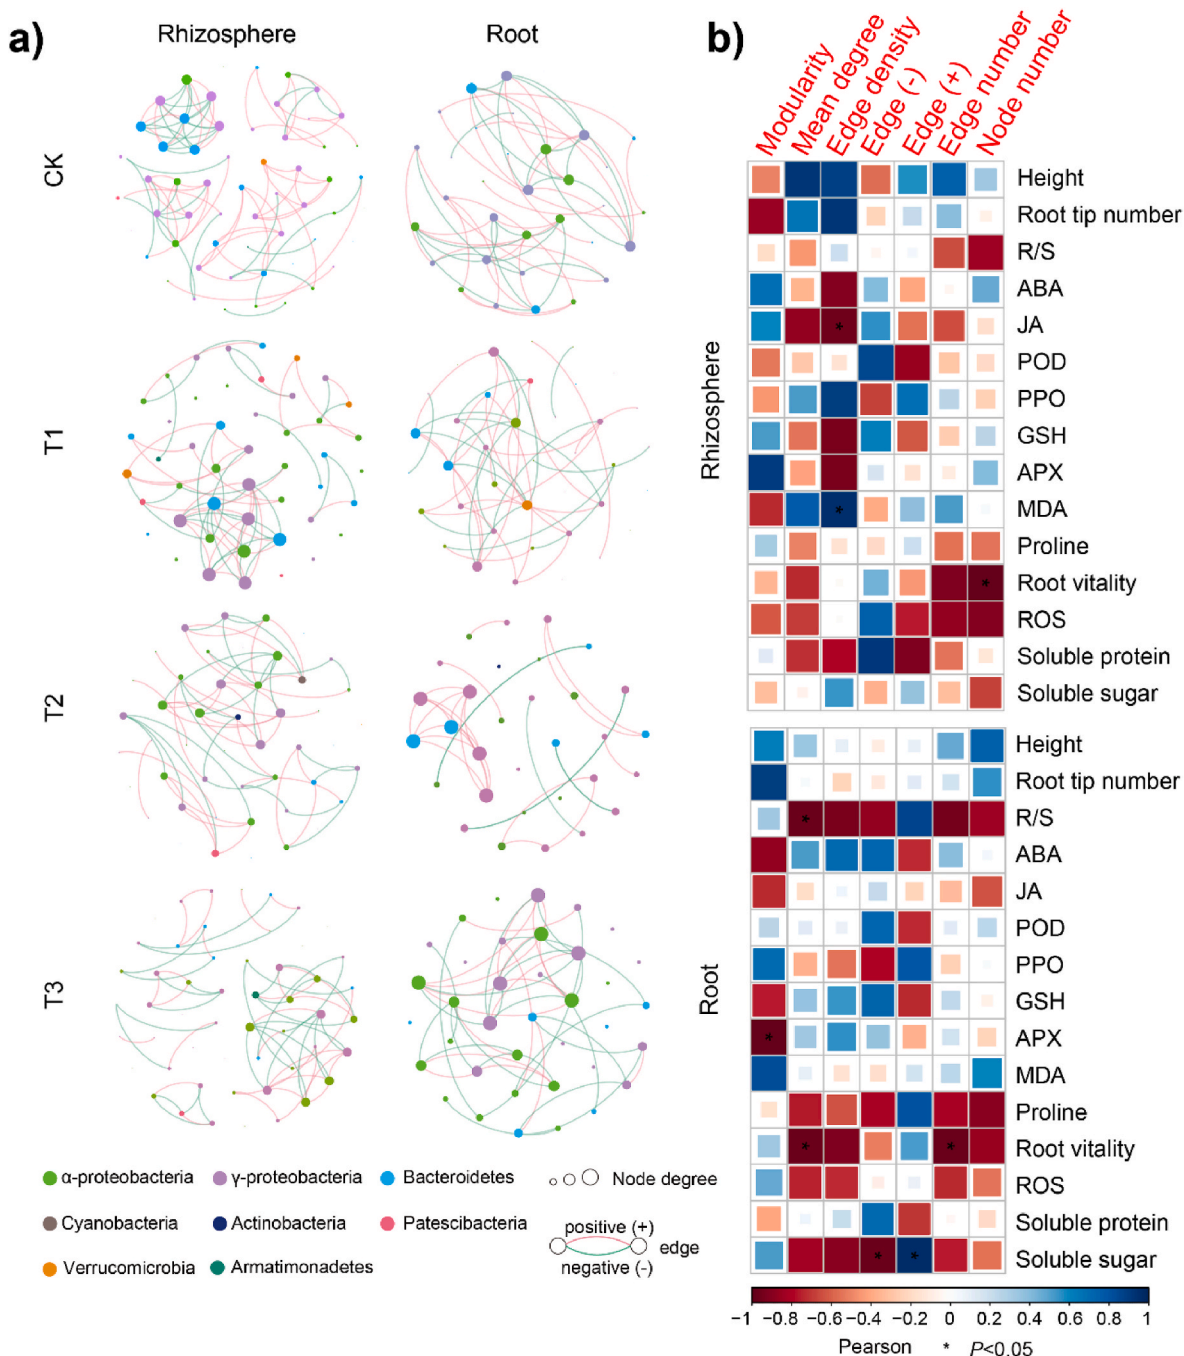 a)
Rhizosphere
Root
CK
T1
T2
T3
α-proteobacteria
γ-proteobacteria
Bacteroidetes
Node degree
Cyanobacteria
Actinobacteria
Patescibacteria
positive (+)
edge
negative (-)
Verrucomicrobia
Armatimonadetes
b)
Modularity
Mean degree
Edge density
Edge (-)
Edge (+)
Edge number
Node number
Rhizosphere
Height
Root tip number
R/S
ABA
JA
*
POD
PPO
GSH
APX
MDA
*
Proline
Root vitality
*
ROS
Soluble protein
Soluble sugar
Root
Height
Root tip number
R/S
*
ABA
JA
POD
PPO
GSH
APX
*
MDA
Proline
Root vitality
* *
ROS
Soluble protein
Soluble sugar
* *
−1 −0.8 −0.6 −0.4 −0.2 0 0.2 0.4 0.6 0.8 1
Pearson * P<0.05